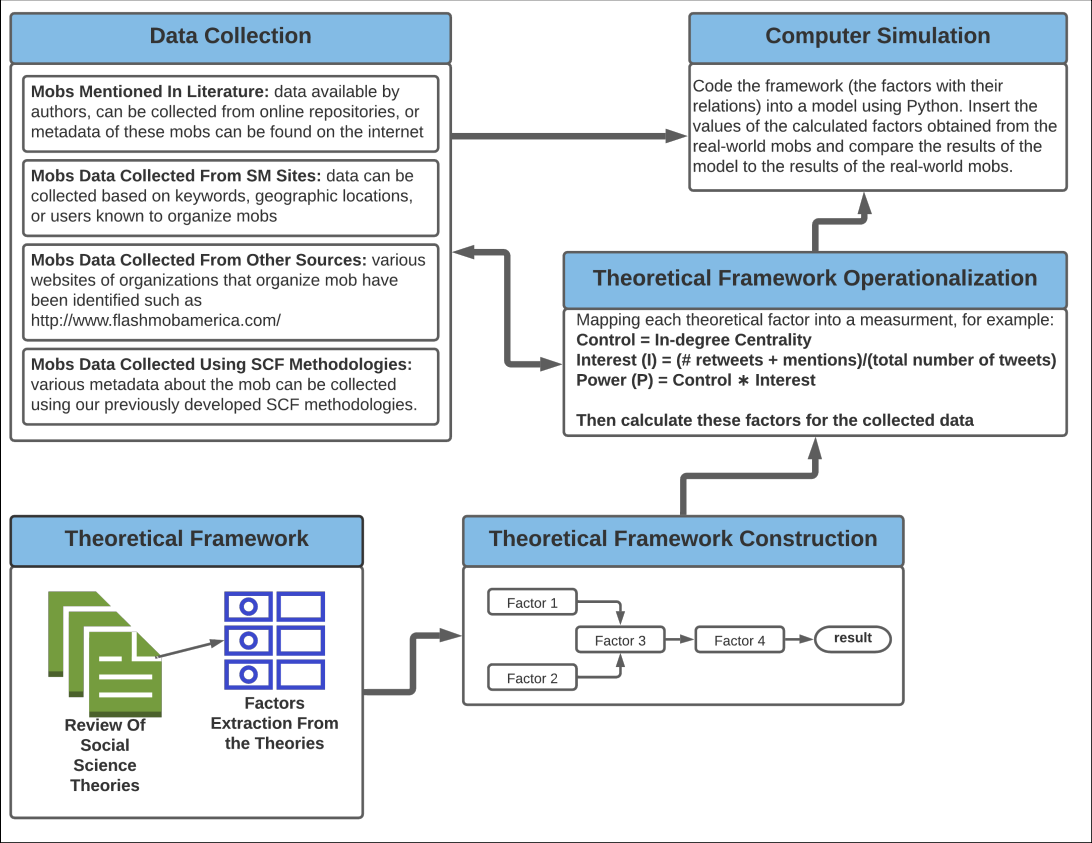 Data Collection
Mobs Mentioned In Literature: data available by
authors, can be collected from online repositories, or
metadata of these mobs can be found on the internet
Mobs Data Collected From SM Sites: data can be
collected based on keywords, geographic locations,
or users known to organize mobs
Mobs Data Collected From Other Sources: various
websites of organizations that organize mob have
been identified such as
http://www.flashmobamerica.com/
Mobs Data Collected Using SCF Methodologies:
various metadata about the mob can be collected
using our previously developed SCF methodologies.
Computer Simulation
Code the framework (the factors with their
relations) into a model using Python. Insert the
values of the calculated factors obtained from the
real-world mobs and compare the results of the
model to the results of the real-world mobs.
Theoretical Framework Operationalization
Mapping each theoretical factor into a measurment, for example:
Control = In-degree Centrality
Interest (I) = (# retweets + mentions)/(total number of tweets)
Power (P) = Control ∗ Interest
Then calculate these factors for the collected data
Theoretical Framework
Review Of
Social
Science
Theories
Factors
Extraction From
the Theories
Theoretical Framework Construction
Factor 1
Factor 2
Factor 3
Factor 4
result